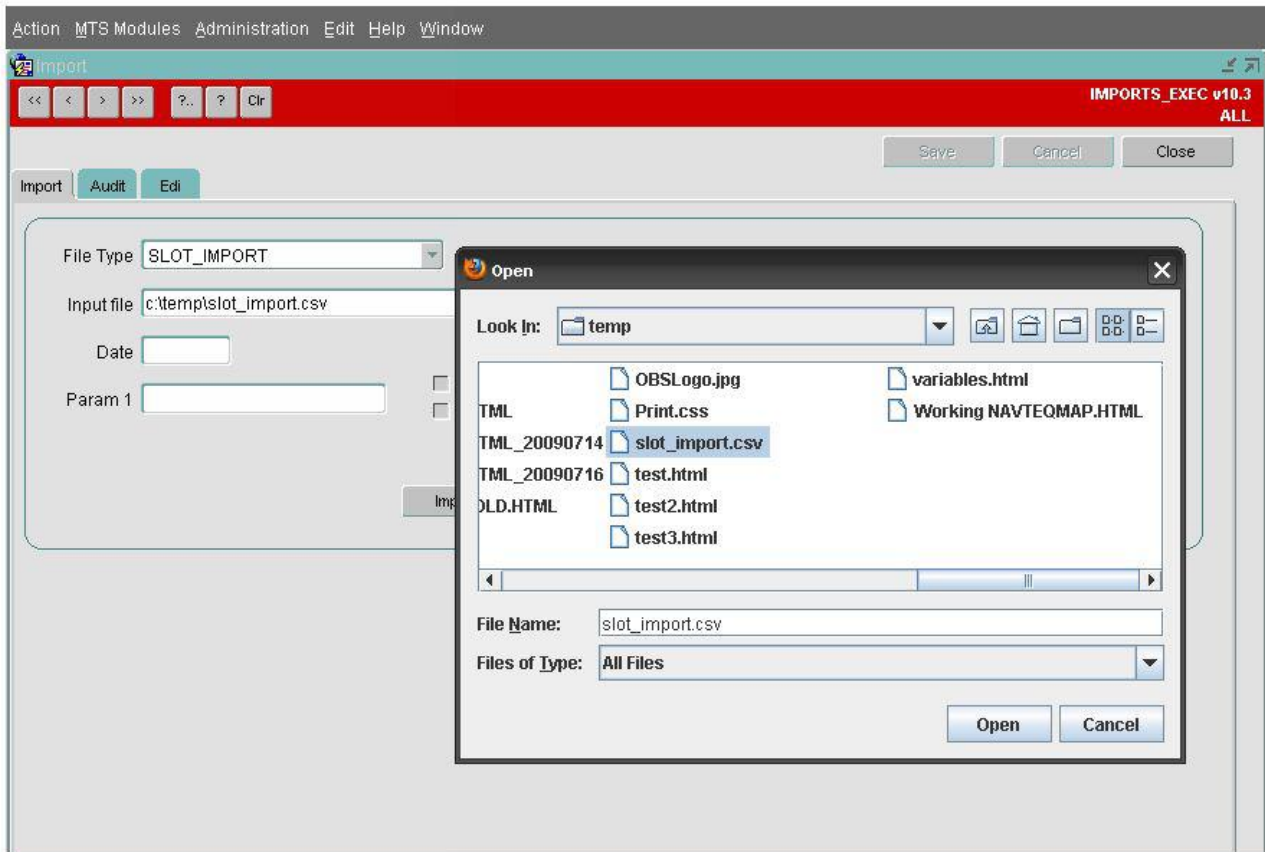 Action MTS Modules Administration Edit Help Window
Import
<< < > >> ?.. ? Clr
IMPORTS_EXEC v10.3
ALL
Save Cancel Close
Import Audit Edi
File Type SLOT_IMPORT
Input file c:\temp\slot_import.csv
Date
Param 1
Imp
Open
Look In: temp
OBSLogo.jpg variables.html
TML Print.css Working NAVTEQMAP.HTML
TML_20090714 slot_import.csv
TML_20090716 test.html
OLD.HTML test2.html
test3.html
File Name: slot_import.csv
Files of Type: All Files
Open Cancel